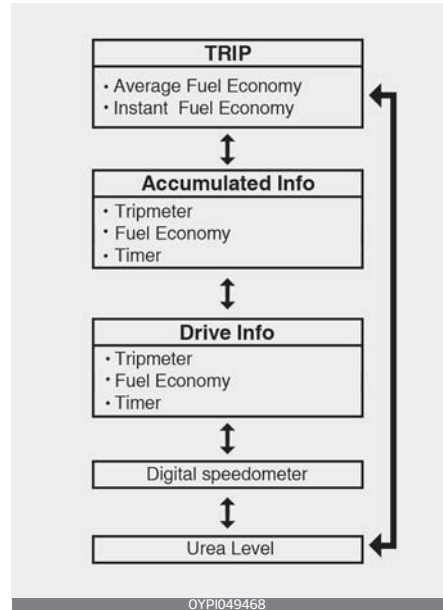 TRIP
• Average Fuel Economy
• Instant Fuel Economy
Accumulated Info
• Tripmeter
• Fuel Economy
• Timer
Drive Info
• Tripmeter
• Fuel Economy
• Timer
Digital speedometer
Urea Level
OYPI049468